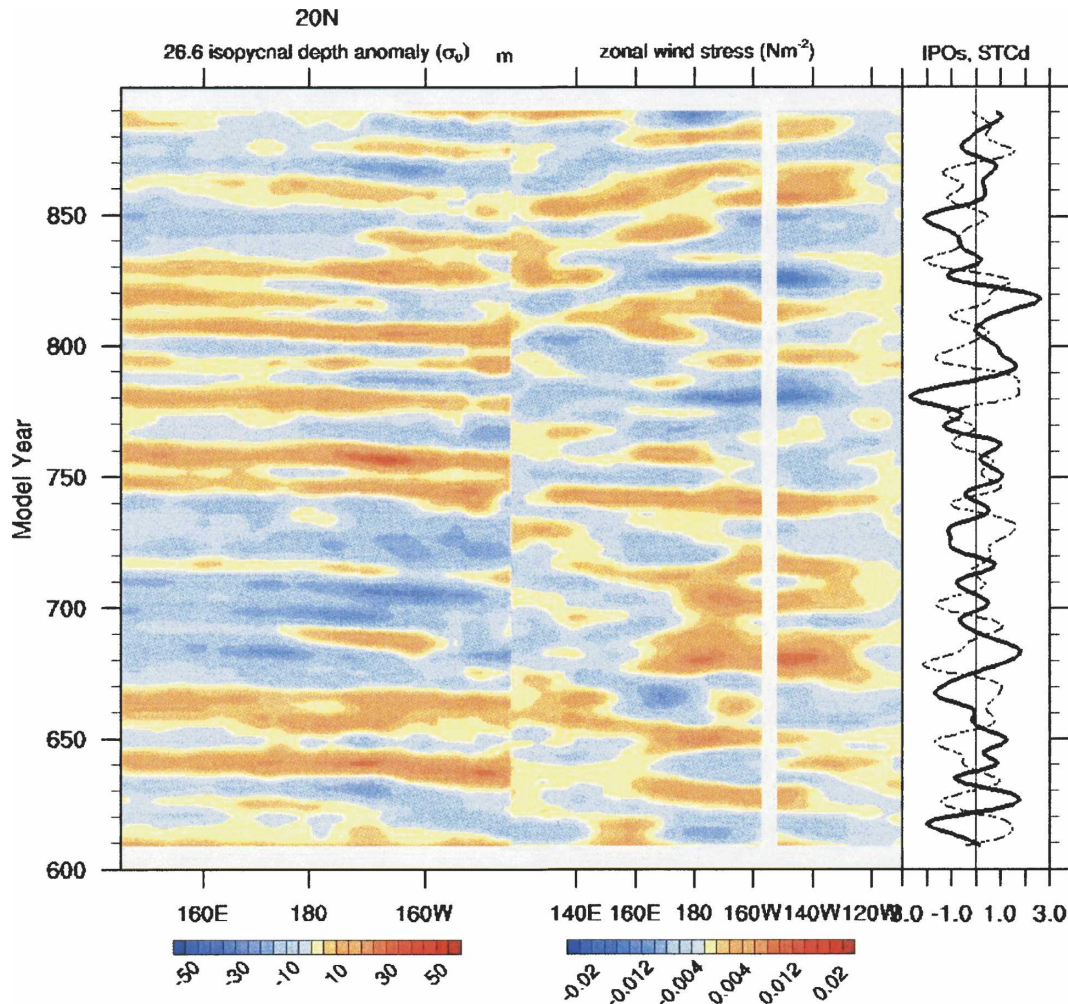 20N
26.6 isopycnal depth anomaly (σ₀) m zonal wind stress (Nm⁻²) IPOs, STCd
850
800
750
700
650
600
Model Year
160E 180 160W 140E 160E 180 160W 140W 120W 3.0 -1.0 1.0 3.0
-50 -30 -10 10 30 50 -0.02 -0.012 -0.004 0.004 0.012 0.02